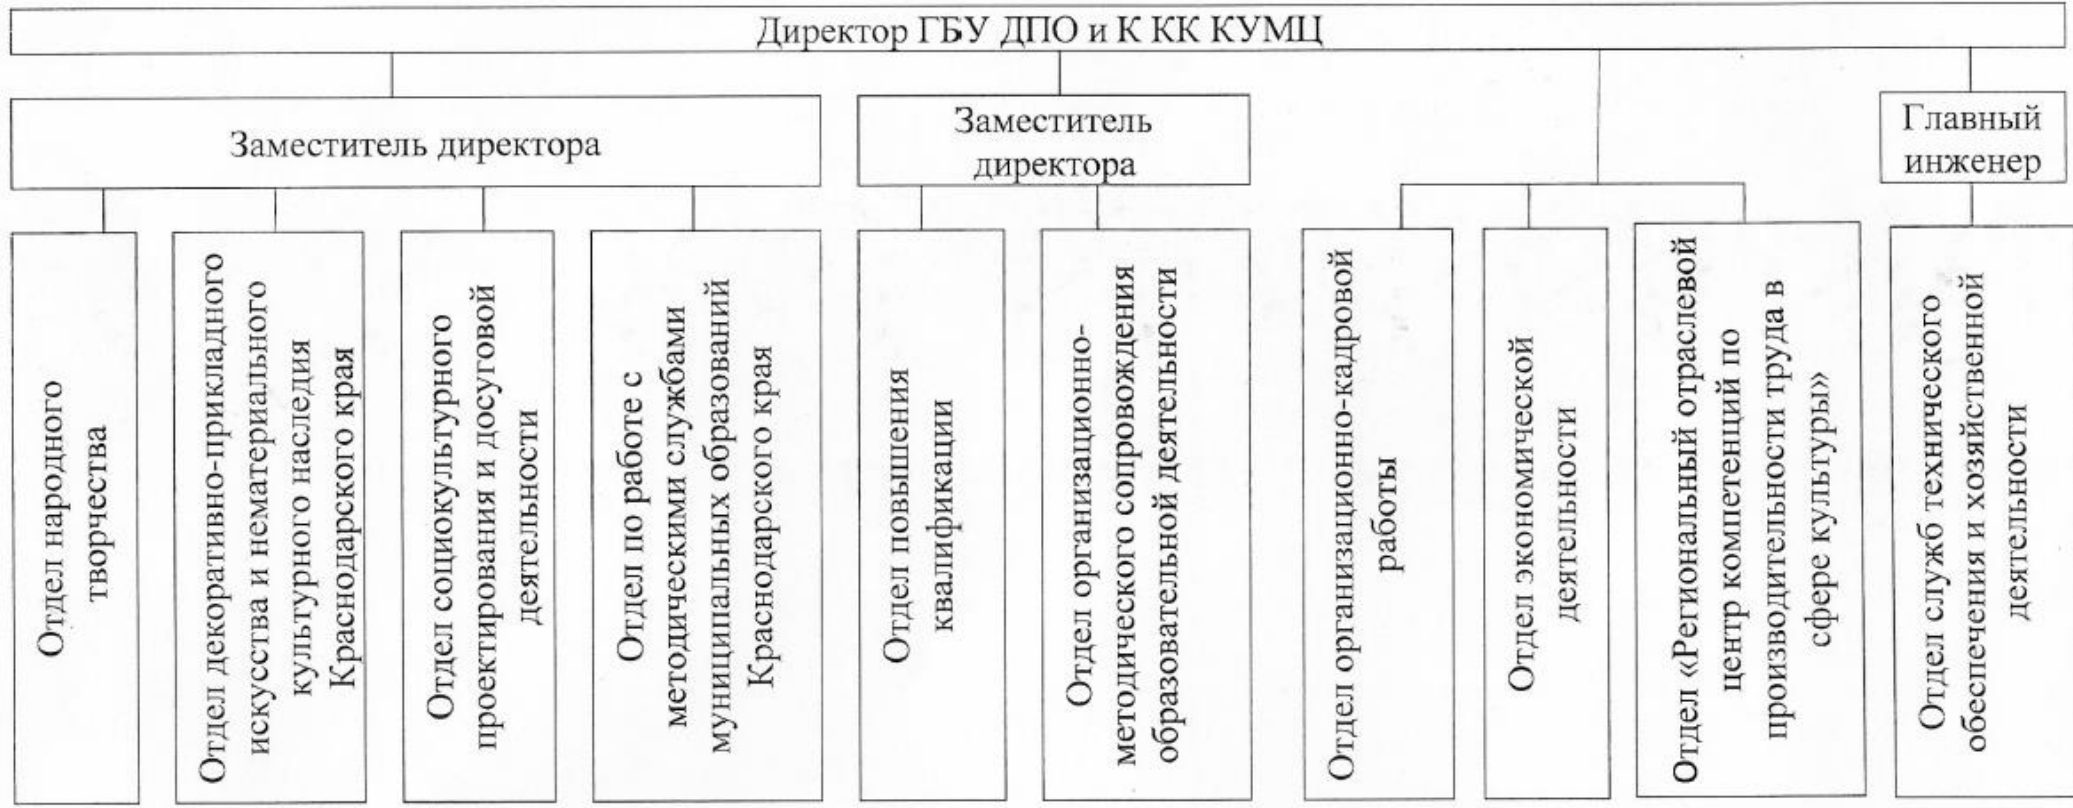 Директор ГБУ ДПО и К КК КУМЦ
Заместитель директора
Заместитель
директора
Главный
инженер
Отдел народного
творчества
Отдел декоративно-прикладного
искусства и нематериального
культурного наследия
Краснодарского края
Отдел социокультурного
проектирования и досуговой
деятельности
Отдел по работе с
методическими службами
муниципальных образований
Краснодарского края
Отдел повышения
квалификации
Отдел организационно-
методического сопровождения
образовательной деятельности
Отдел организационно-кадровой
работы
Отдел экономической
деятельности
Отдел «Региональный отраслевой
центр компетенций по
производительности труда в
сфере культуры»
Отдел служб технического
обеспечения и хозяйственной
деятельности